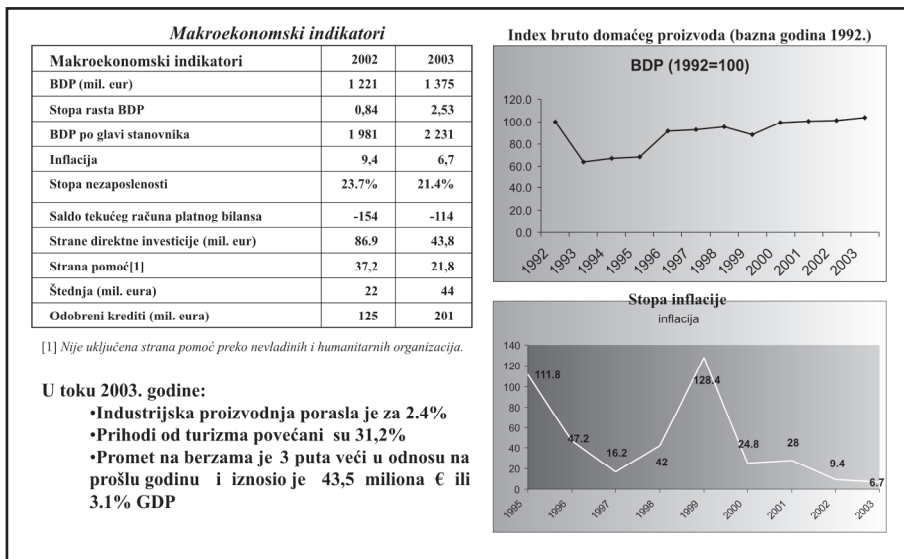 Makroekonomski indikatori
Makroekonomski indikatori 2002 2003
BDP (mil. eur) 1 221 1 375
Stopa rasta BDP 0,84 2,53
BDP po glavi stanovnika 1 981 2 231
Inflacija 9,4 6,7
Stopa nezaposlenosti 23.7% 21.4%
Saldo tekućeg računa platnog bilansa -154 -114
Strane direktne investicije (mil. eur) 86.9 43,8
Strana pomoć[1] 37,2 21,8
Štednja (mil. eura) 22 44
Odobreni krediti (mil. eura) 125 201
[1] Nije uključena strana pomoć preko nevladinih i humanitarnih organizacija.
U toku 2003. godine:
•Industrijska proizvodnja porasla je za 2.4%
•Prihodi od turizma povećani su 31,2%
•Promet na berzama je 3 puta veći u odnosu na
prošlu godinu i iznosio je 43,5 miliona € ili
3.1% GDP
Index bruto domaćeg proizvoda (bazna godina 1992.)
BDP (1992=100)
120.0
100.0
80.0
60.0
40.0
20.0
0.0
1992 1993 1994 1995 1996 1997 1998 1999 2000 2001 2002 2003
Stopa inflacije
inflacija
140
120
100
80
60
40
20
0
111.8 47.2 16.2 42 128.4 24.8 28 9.4 6.7
1995 1996 1997 1998 1999 2000 2001 2002 2003